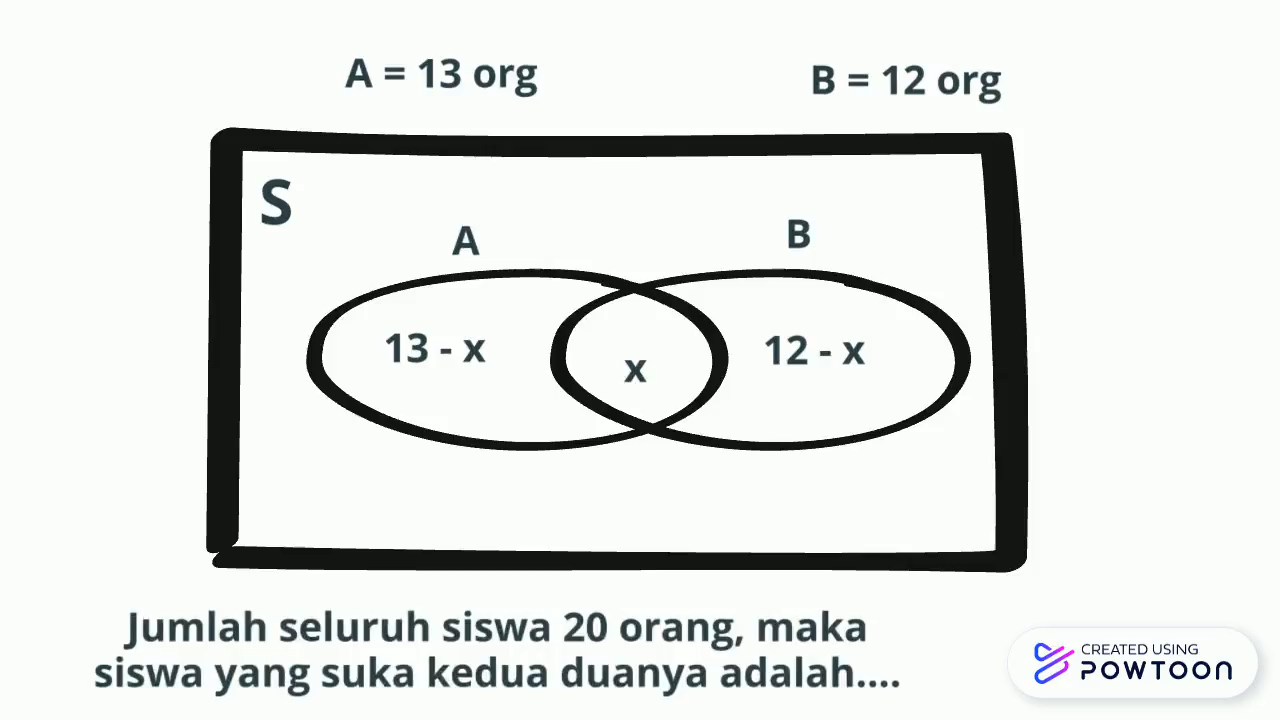 A = 13 org
B = 12 org
S
A
B
13 - x
x
12 - x
Jumlah seluruh siswa 20 orang, maka
siswa yang suka kedua duanya adalah....
CREATED USING
POWTOON